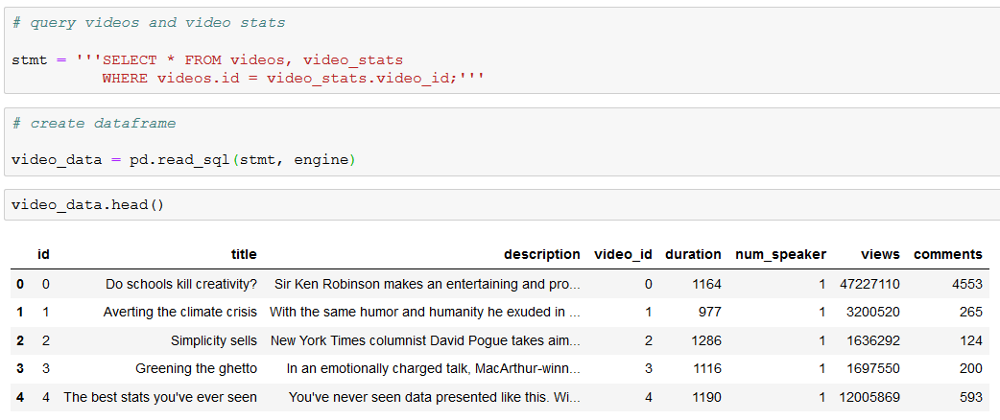 # query videos and video stats
stmt = '''SELECT * FROM videos, video_stats
WHERE videos.id = video_stats.video_id;'''
# create dataframe
video_data = pd.read_sql(stmt, engine)
video_data.head()
id title description video_id duration num_speaker views comments
0 0 Do schools kill creativity? Sir Ken Robinson makes an entertaining and pro... 0 1164 1 47227110 4553
1 1 Averting the climate crisis With the same humor and humanity he exuded in ... 1 977 1 3200520 265
2 2 Simplicity sells New York Times columnist David Pogue takes aim... 2 1286 1 1636292 124
3 3 Greening the ghetto In an emotionally charged talk, MacArthur-winn... 3 1116 1 1697550 200
4 4 The best stats you've ever seen You've never seen data presented like this. Wi... 4 1190 1 12005869 593